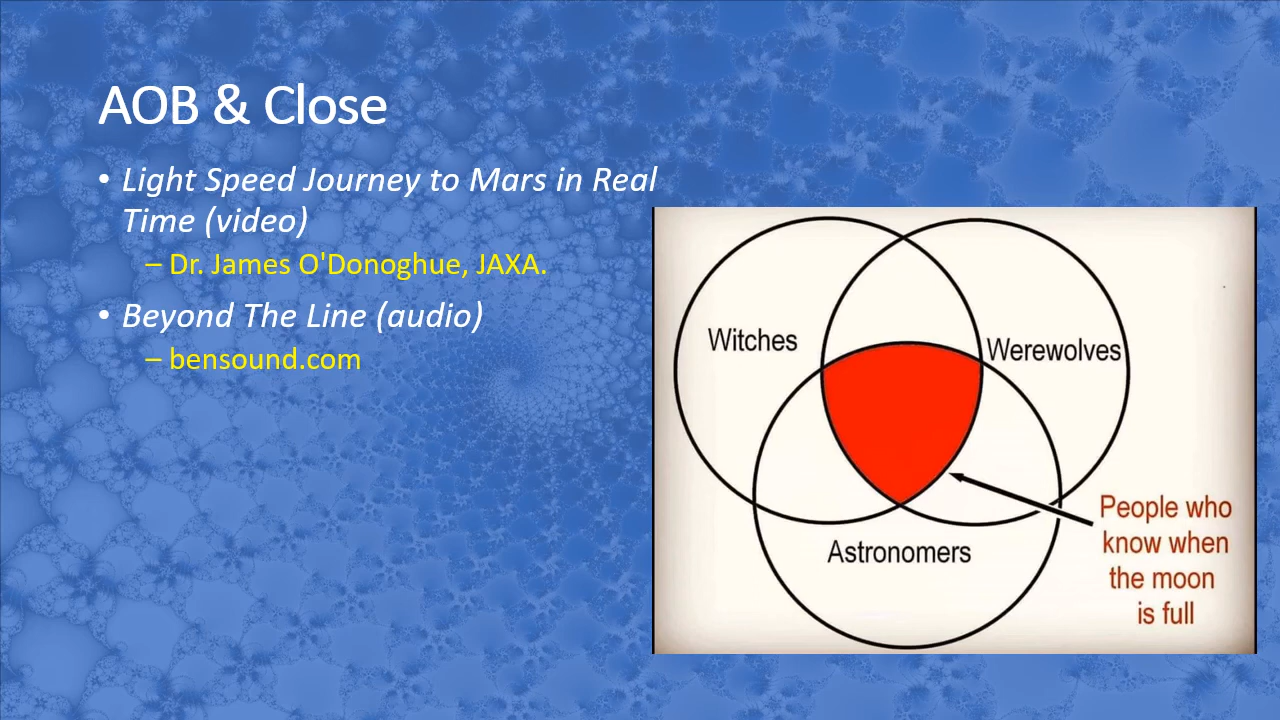 AOB & Close
• Light Speed Journey to Mars in Real
Time (video)
– Dr. James O'Donoghue, JAXA.
• Beyond The Line (audio)
– bensound.com
Witches
Werewolves
Astronomers
People who
know when
the moon
is full